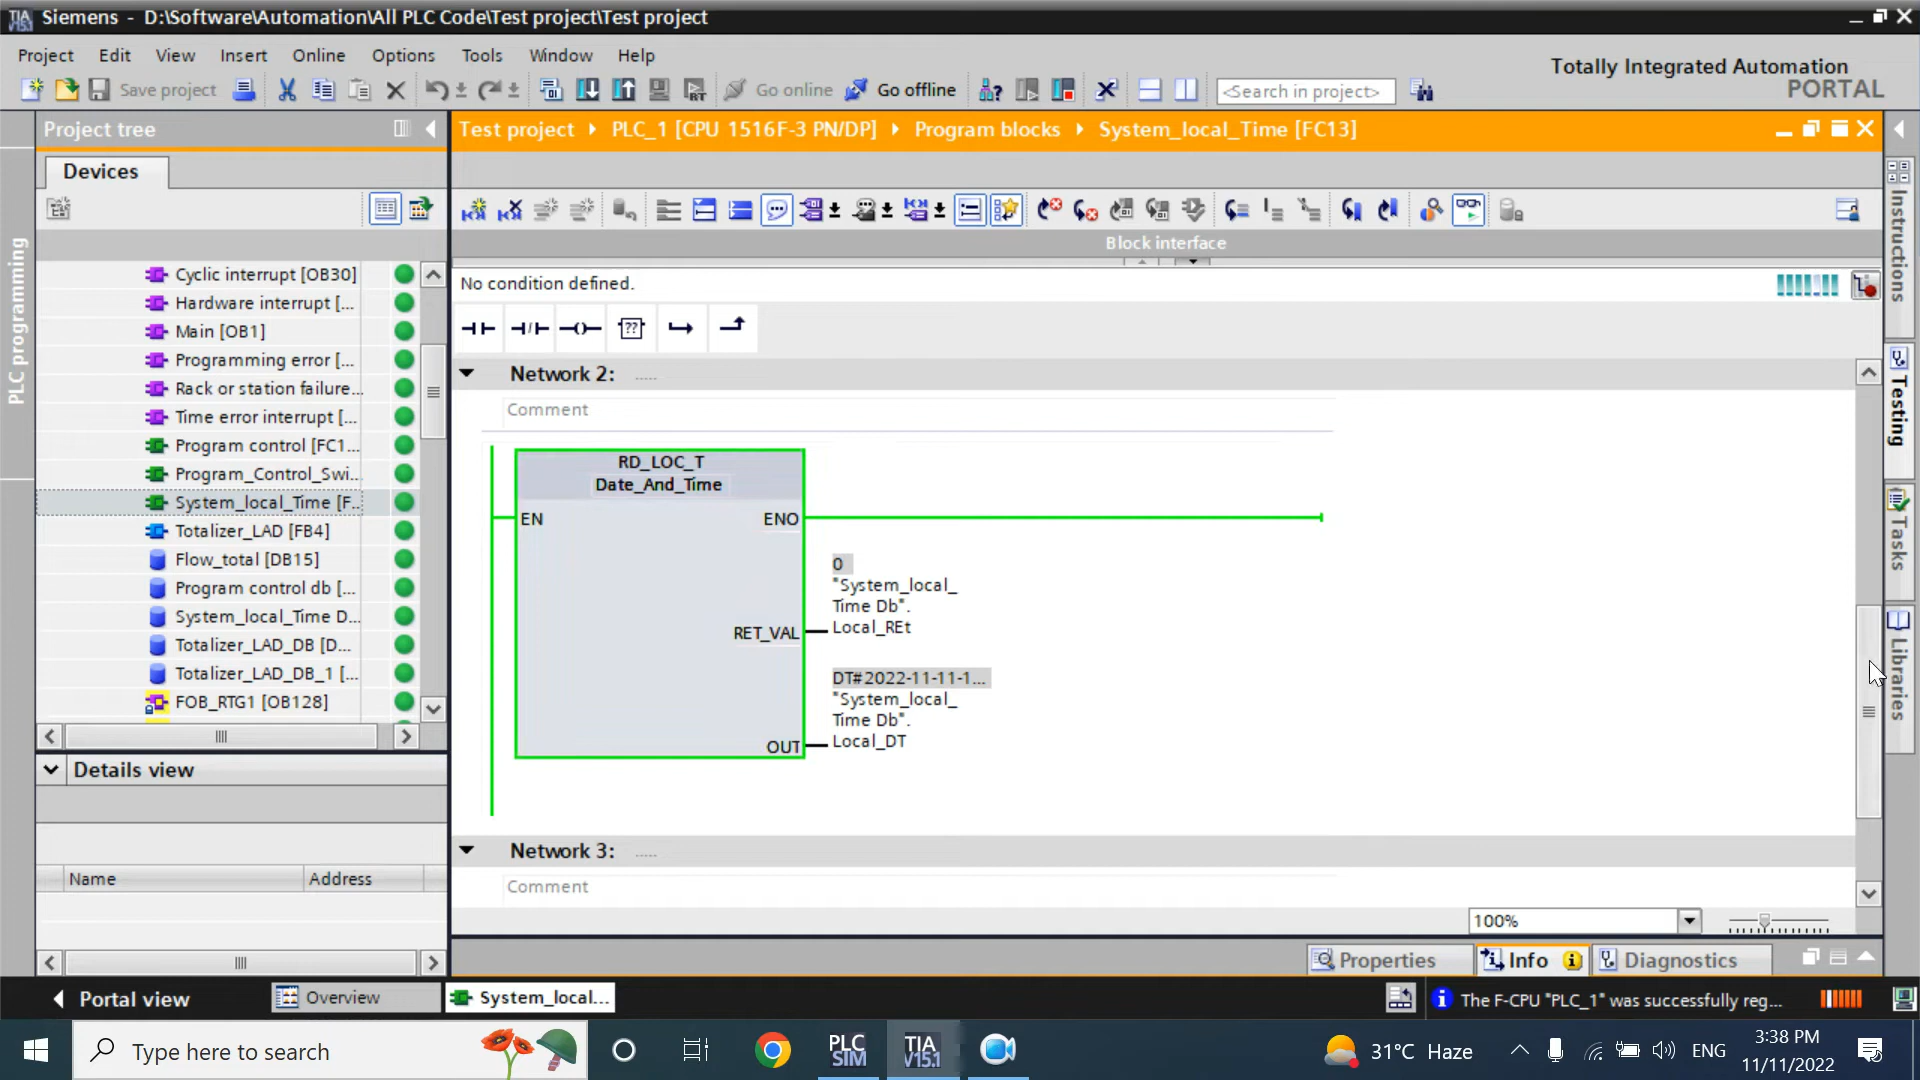 Siemens - D:\Software\Automation\All PLC Code\Test project\Test project
Project Edit View Insert Online Options Tools Window Help
Totally Integrated Automation
PORTAL
Save project
Go online
Go offline
<Search in project>
Project tree
Test project PLC_1 [CPU 1516F-3 PN/DP] Program blocks System_local_Time [FC13]
Devices
Block interface
PLC programming
Cyclic interrupt [OB30]
Hardware interrupt [...
Main [OB1]
Programming error [...
Rack or station failure...
Time error interrupt [...
Program control [FC1...
Program_Control_Swi...
System_local_Time [F...
Totalizer_LAD [FB4]
Flow_total [DB15]
Program control db [...
System_local_Time D...
Totalizer_LAD_DB [D...
Totalizer_LAD_DB_1 [...
FOB_RTG1 [OB128]
Details view
Name Address
No condition defined.
??
Network 2: .....
Comment
RD_LOC_T
Date_And_Time
EN
ENO
0
"System_local_
Time Db".
Local_REt
RET_VAL
DT#2022-11-11-1...
"System_local_
Time Db".
Local_DT
OUT
Network 3: .....
Comment
100%
Instructions
Testing
Tasks
Libraries
Properties Info Diagnostics
Portal view Overview System_local...
The F-CPU "PLC_1" was successfully reg...
Type here to search
PLC
SIM
TIA
V15.1
31°C Haze
ENG
3:38 PM
11/11/2022